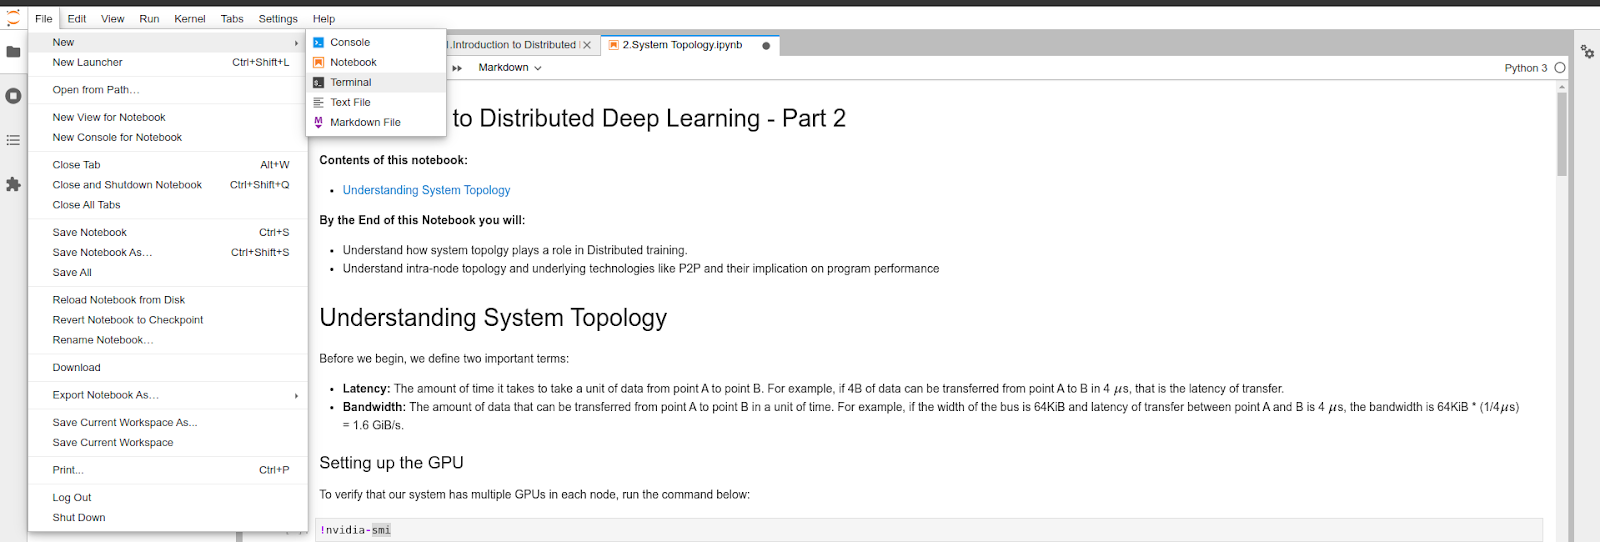 File Edit View Run Kernel Tabs Settings Help
New
New Launcher Ctrl+Shift+L
Open from Path…
New View for Notebook
New Console for Notebook
Close Tab Alt+W
Close and Shutdown Notebook Ctrl+Shift+Q
Close All Tabs
Save Notebook Ctrl+S
Save Notebook As… Ctrl+Shift+S
Save All
Reload Notebook from Disk
Revert Notebook to Checkpoint
Rename Notebook…
Download
Export Notebook As…
Save Current Workspace As...
Save Current Workspace
Print... Ctrl+P
Log Out
Shut Down
Console
Notebook
Terminal
Text File
Markdown File
1.Introduction to Distributed
2.System Topology.ipynb
Markdown
Python 3
to Distributed Deep Learning - Part 2
Contents of this notebook:
Understanding System Topology
By the End of this Notebook you will:
Understand how system topolgy plays a role in Distributed training.
Understand intra-node topology and underlying technologies like P2P and their implication on program performance
Understanding System Topology
Before we begin, we define two important terms:
Latency: The amount of time it takes to take a unit of data from point A to point B. For example, if 4B of data can be transferred from point A to B in 4 μs, that is the latency of transfer.
Bandwidth: The amount of data that can be transferred from point A to point B in a unit of time. For example, if the width of the bus is 64KiB and latency of transfer between point A and B is 4 μs, the bandwidth is 64KiB * (1/4μs)
= 1.6 GiB/s.
Setting up the GPU
To verify that our system has multiple GPUs in each node, run the command below:
!nvidia-smi